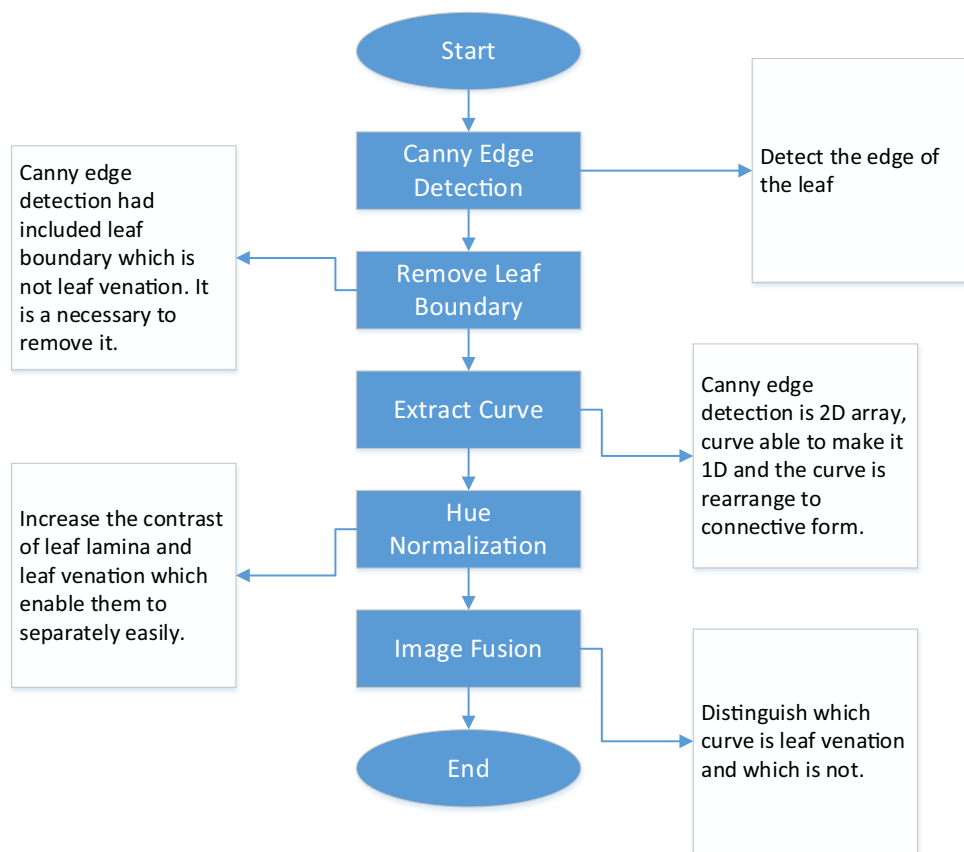 Start
Canny Edge
Detection
Detect the edge of
the leaf
Canny edge
detection had
included leaf
boundary which is
not leaf venation. It
is a necessary to
remove it.
Remove Leaf
Boundary
Extract Curve
Canny edge
detection is 2D array,
curve able to make it
1D and the curve is
rearrange to
connective form.
Hue
Normalization
Increase the contrast
of leaf lamina and
leaf venation which
enable them to
separately easily.
Image Fusion
Distinguish which
curve is leaf venation
and which is not.
End